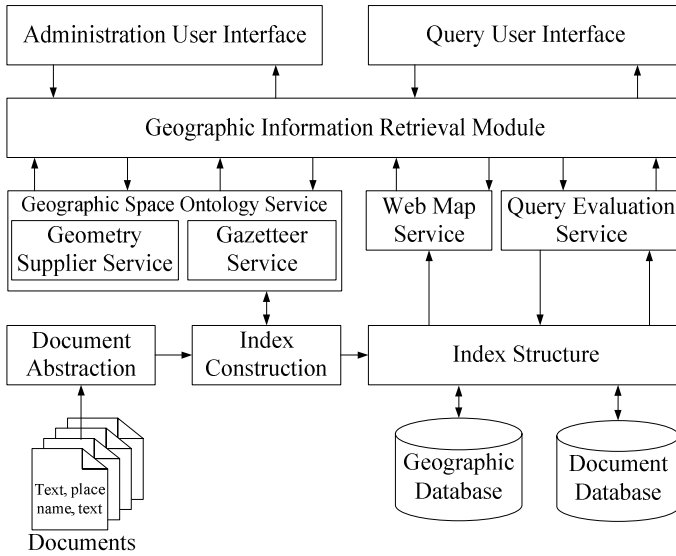 Administration User Interface
Query User Interface
Geographic Information Retrieval Module
Geographic Space Ontology Service
Geometry
Supplier Service
Gazetteer
Service
Web Map
Service
Query Evaluation
Service
Document
Abstraction
Index
Construction
Index Structure
Text, place
name, text
Documents
Geographic
Database
Document
Database